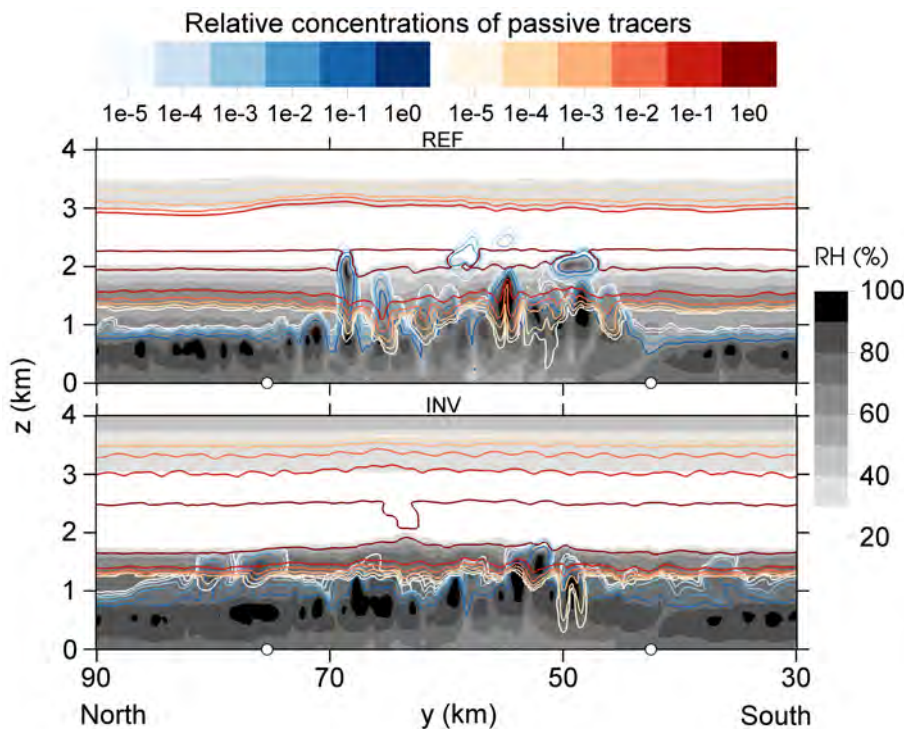 Relative concentrations of passive tracers
1e-5 1e-4 1e-3 1e-2 1e-1 1e0 1e-5 1e-4 1e-3 1e-2 1e-1 1e0
REF
4
3
2
1
0
INV
4
3
2
1
0
z (km)
RH (%)
100
80
60
40
20
90 70 50 30
North y (km) South